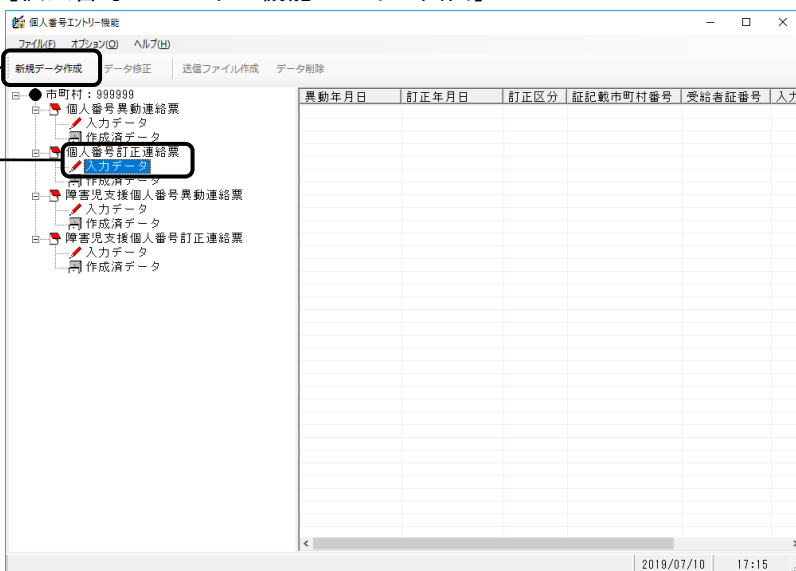 個人番号エントリー機能
ファイル(F) オプション(O) ヘルプ(H)
新規データ作成 データ修正 送信ファイル作成 データ削除
市町村：999999
個人番号異動連絡票
入力データ
作成済データ
個人番号訂正連絡票
入力データ
作成済データ
障害児支援個人番号異動連絡票
入力データ
作成済データ
障害児支援個人番号訂正連絡票
入力データ
作成済データ
異動年月日 訂正年月日 訂正区分 証記載市町村番号 受給者証番号 入力
2019/07/10 17:15